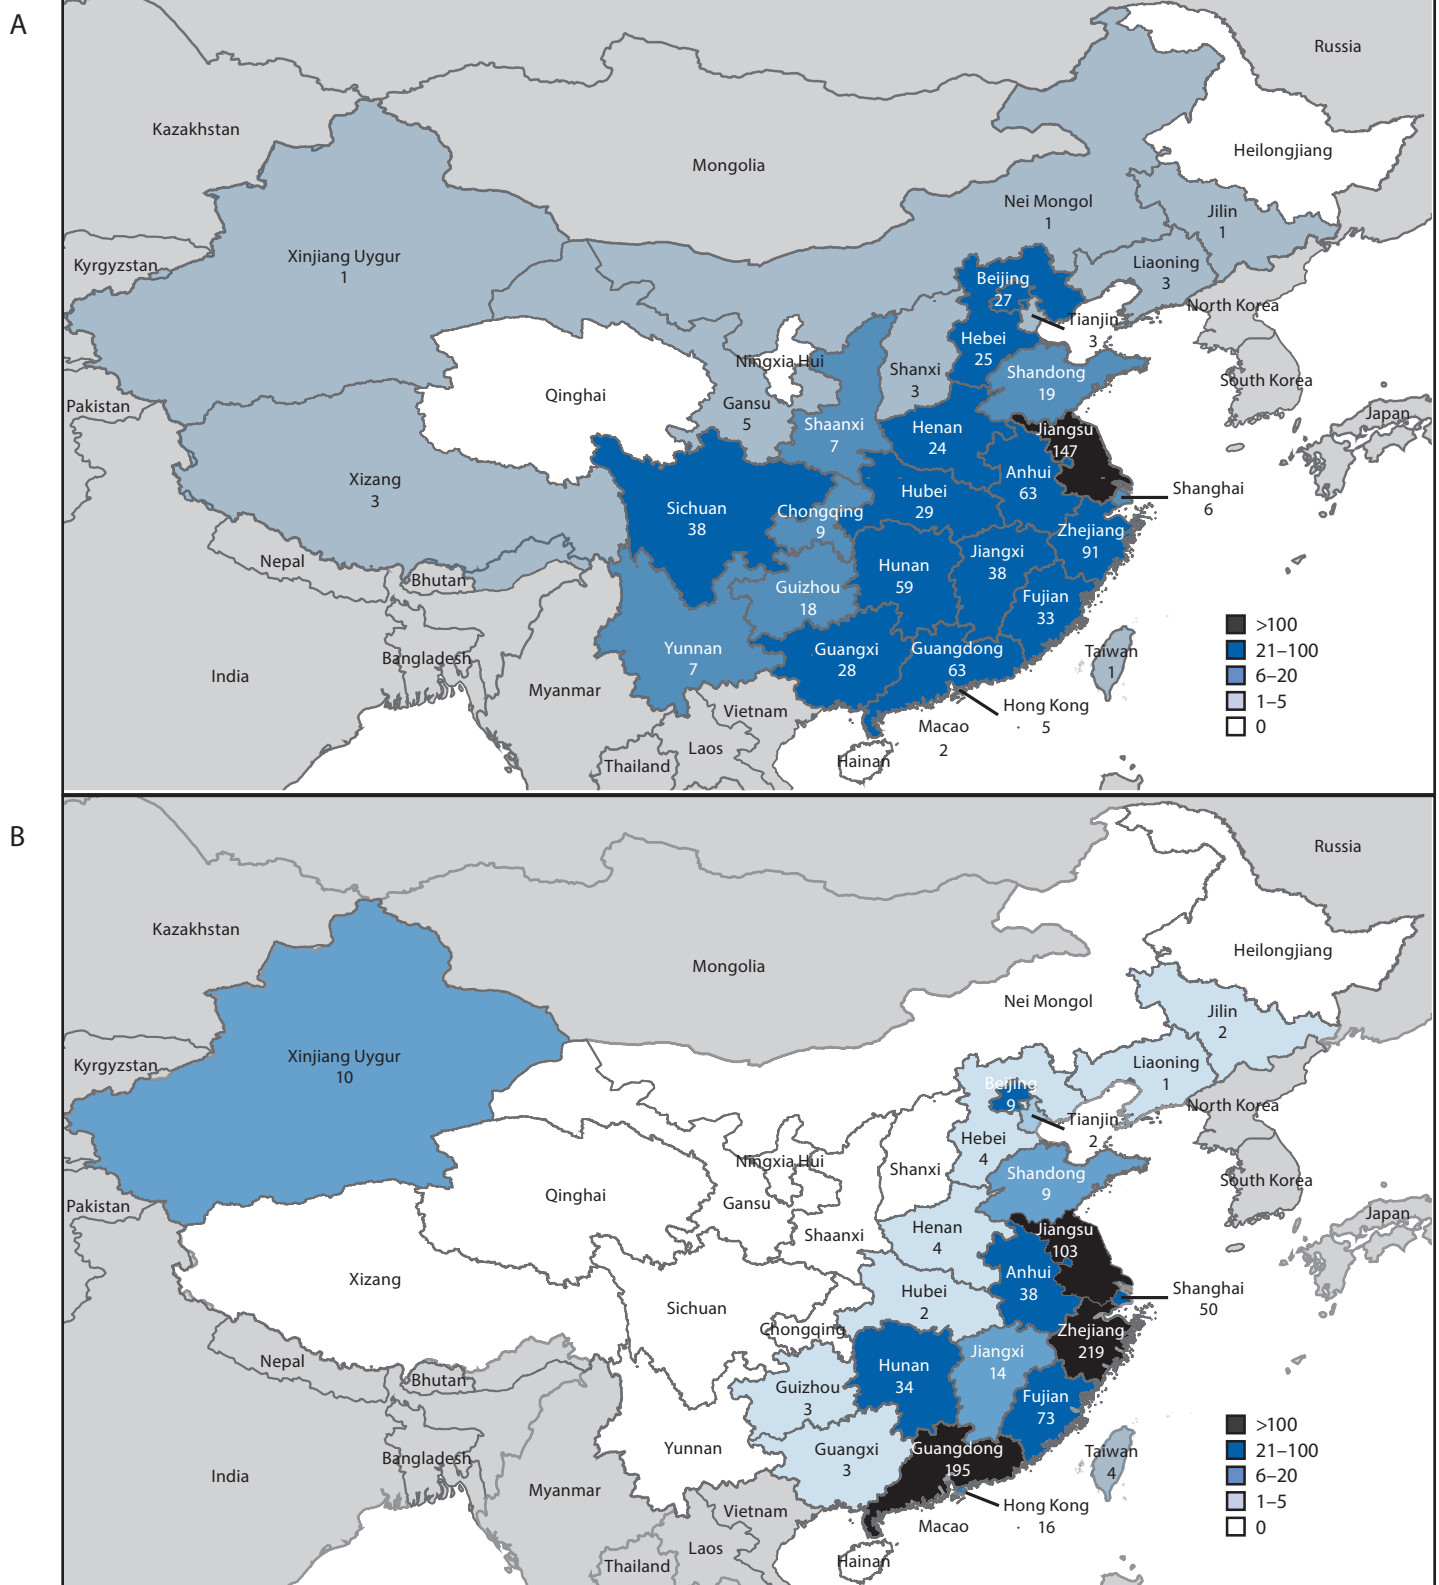 A
Russia
Kazakhstan
Mongolia
Heilongjiang
Nei Mongol
1
Jilin
1
Xinjiang Uygur
1
Kyrgyzstan
Liaoning
3
Beijing
27
North Korea
Tianjin
3
Hebei
25
Ningxia Hui
Shanxi
3
Shandong
19
South Korea
Qinghai
Pakistan
Gansu
5
Japan
Shaanxi
7
Henan
24
Jiangsu
147
Anhui
63
Xizang
3
Hubei
29
Shanghai
6
Sichuan
38
Chongqing
9
Zhejiang
91
Jiangxi
38
Nepal
Hunan
59
Bhutan
Guizhou
18
Fujian
33
Bangladesh
Yunnan
7
Guangxi
28
Guangdong
63
Taiwan
1
India
Myanmar
Vietnam
Hong Kong
5
Macao
2
Laos
Thailand
Hainan
>100
21–100
6–20
1–5
0
B
Russia
Kazakhstan
Mongolia
Heilongjiang
Nei Mongol
Jilin
2
Xinjiang Uygur
10
Kyrgyzstan
Liaoning
1
Beijing
9
North Korea
Tianjin
2
Hebei
4
Ningxia Hui
Shanxi
Shandong
9
South Korea
Qinghai
Pakistan
Gansu
Japan
Shaanxi
Henan
4
Jiangsu
103
Anhui
38
Xizang
Hubei
2
Shanghai
50
Sichuan
Chongqing
Zhejiang
219
Jiangxi
14
Nepal
Hunan
34
Bhutan
Guizhou
3
Fujian
73
Bangladesh
Yunnan
Guangxi
3
Guangdong
195
Taiwan
4
India
Myanmar
Vietnam
Hong Kong
16
Macao
Laos
Thailand
Hainan
>100
21–100
6–20
1–5
0